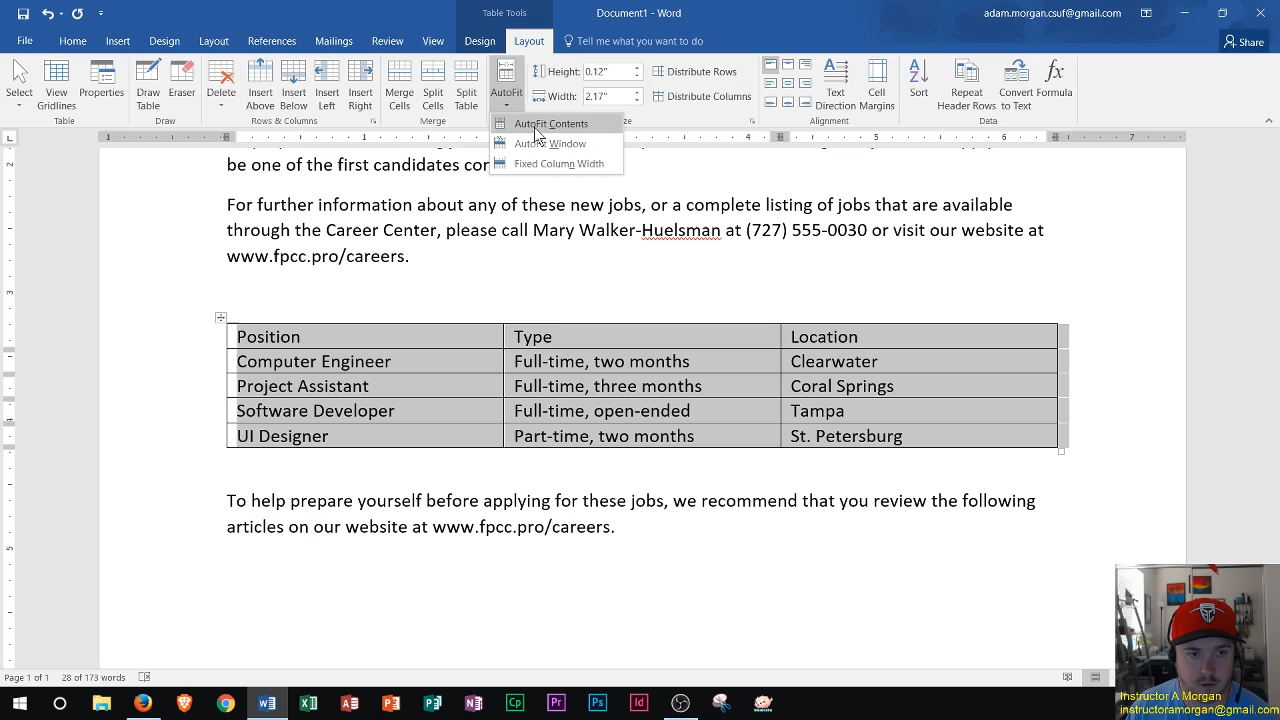 Table Tools
Document1 - Word
adam.morgan.csuf@gmail.com
File Home Insert Design Layout References Mailings Review View Design Layout Tell me what you want to do Share
Select
View Gridlines
Properties
Draw Table
Eraser
Delete
Insert Above
Insert Below
Insert Left
Insert Right
Merge Cells
Split Cells
Split Table
AutoFit
Height: 0.12"
Width: 2.17"
Distribute Rows
Distribute Columns
Text Direction
Cell Margins
Sort
Repeat Header Rows
Convert to Text
Formula
Table Draw Rows & Columns Merge Alignment Data
AutoFit Contents
Window
Fixed Column Width
be one of the first candidates
For further information about any of these new jobs, or a complete listing of jobs that are available
through the Career Center, please call Mary Walker-Huelsman at (727) 555-0030 or visit our website at
www.fpcc.pro/careers.
Position Type Location
Computer Engineer Full-time, two months Clearwater
Project Assistant Full-time, three months Coral Springs
Software Developer Full-time, open-ended Tampa
UI Designer Part-time, two months St. Petersburg
To help prepare yourself before applying for these jobs, we recommend that you review the following
articles on our website at www.fpcc.pro/careers.
Page 1 of 1 28 of 173 words
Instructor A Morgan
instructoramorgan@gmail.com